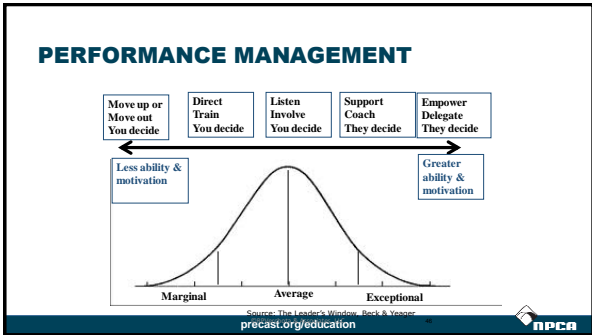 PERFORMANCE MANAGEMENT
Move up or
Move out
You decide
Direct
Train
You decide
Listen
Involve
You decide
Support
Coach
They decide
Empower
Delegate
They decide
Less ability &
motivation
Greater
ability &
motivation
Marginal
Average
Exceptional
Source: The Leader's Window, Beck & Yeager
precast.org/education
NPCA